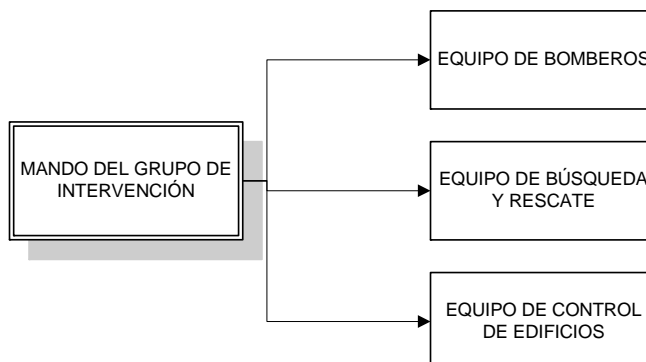 MANDO DEL GRUPO DE
INTERVENCIÓN
EQUIPO DE BOMBEROS
EQUIPO DE BÚSQUEDA
Y RESCATE
EQUIPO DE CONTROL
DE EDIFICIOS